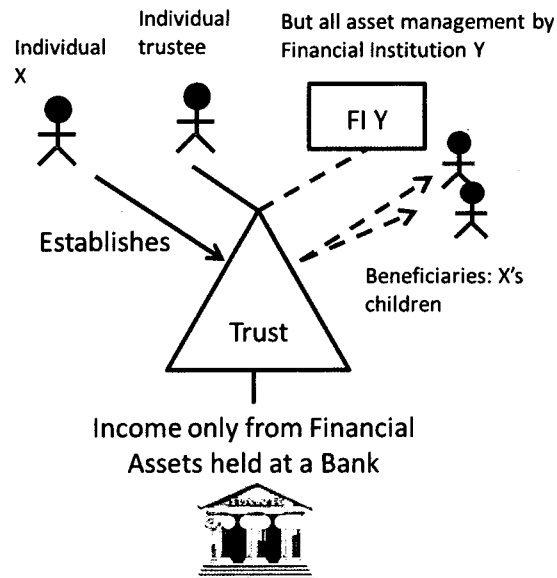 Individual
X
Individual
trustee
But all asset management by
Financial Institution Y
FI Y
Establishes
Beneficiaries: X's
children
Trust
Income only from Financial
Assets held at a Bank